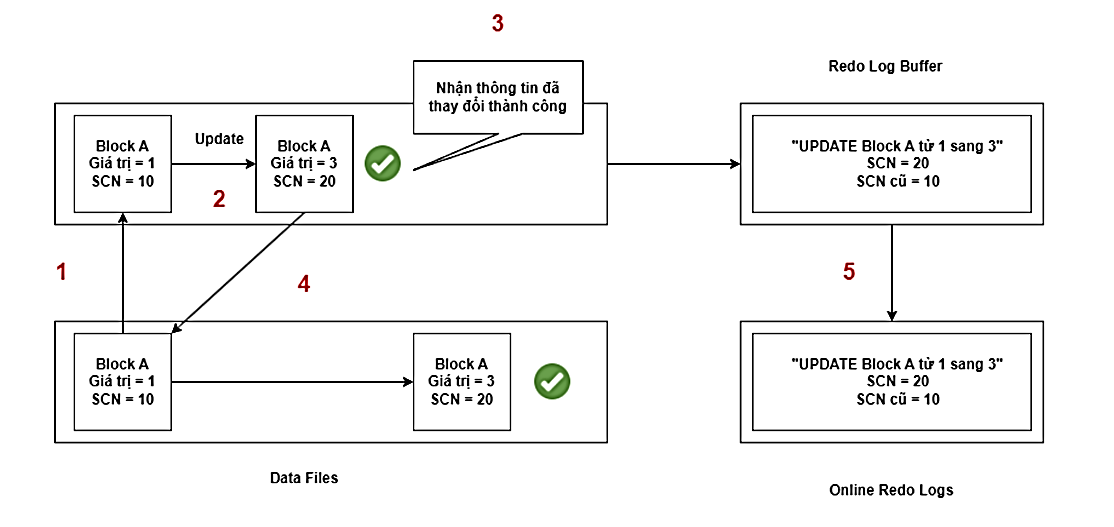 3
Redo Log Buffer
Nhận thông tin đã
thay đổi thành công
Block A
Giá trị = 1
SCN = 10
Update
2
Block A
Giá trị = 3
SCN = 20
"UPDATE Block A từ 1 sang 3"
SCN = 20
SCN cũ = 10
1
4
5
Block A
Giá trị = 1
SCN = 10
Block A
Giá trị = 3
SCN = 20
"UPDATE Block A từ 1 sang 3"
SCN = 20
SCN cũ = 10
Data Files
Online Redo Logs